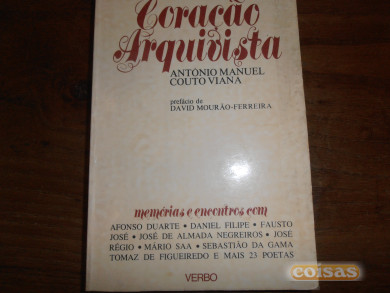 Coração
Arquivista
ANTÓNIO MANUEL
COUTO VIANA
prefácio de
DAVID MOURÃO-FERREIRA
memórias e encontros com
AFONSO DUARTE • DANIEL FILIPE • FAUSTO
JOSÉ • JOSÉ DE ALMADA NEGREIROS • JOSÉ
RÉGIO • MÁRIO SAA • SEBASTIÃO DA GAMA
TOMAZ DE FIGUEIREDO E MAIS 23 POETAS
VERBO
coisas